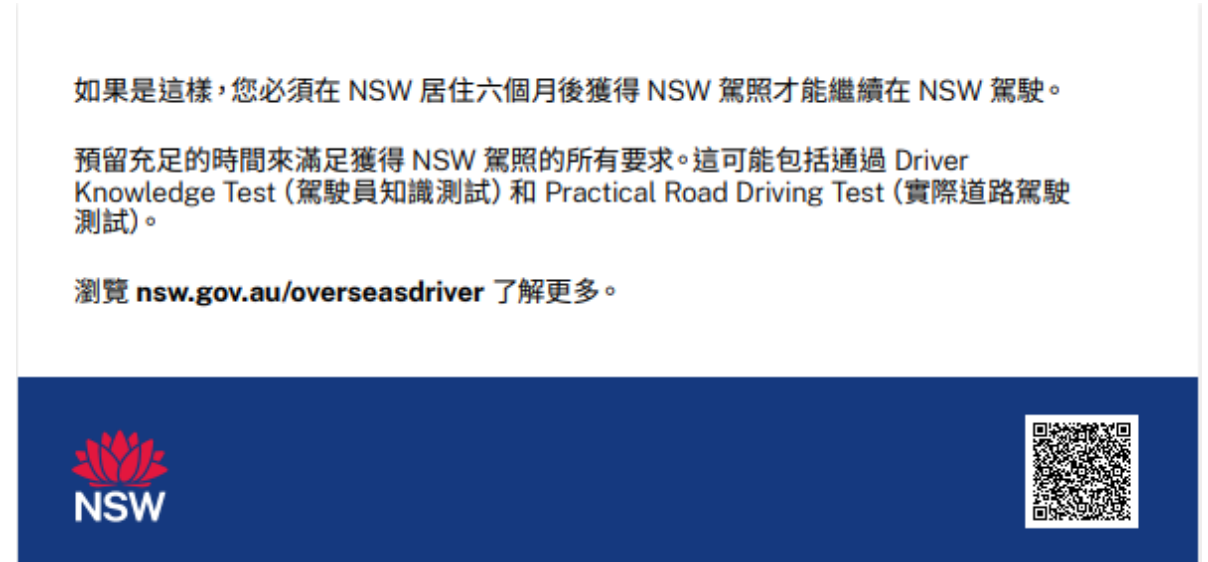 如果是這樣，您必須在 NSW 居住六個月後獲得 NSW 駕照才能繼續在 NSW 駕駛。
預留充足的時間來滿足獲得 NSW 駕照的所有要求。這可能包括通過 Driver
Knowledge Test（駕駛員知識測試）和 Practical Road Driving Test（實際道路駕駛
測試）。
瀏覽 nsw.gov.au/overseasdriver 了解更多。
NSW